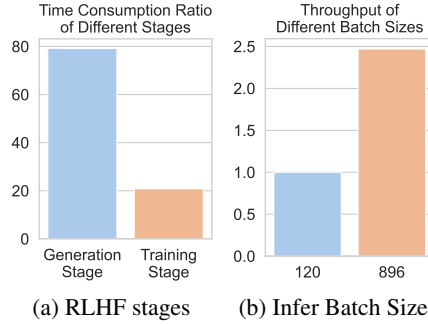 Time Consumption Ratio
of Different Stages
80
60
40
20
0
Generation
Stage
Training
Stage
(a) RLHF stages
Throughput of
Different Batch Sizes
2.5
2.0
1.5
1.0
0.5
0.0
120
896
(b) Infer Batch Size